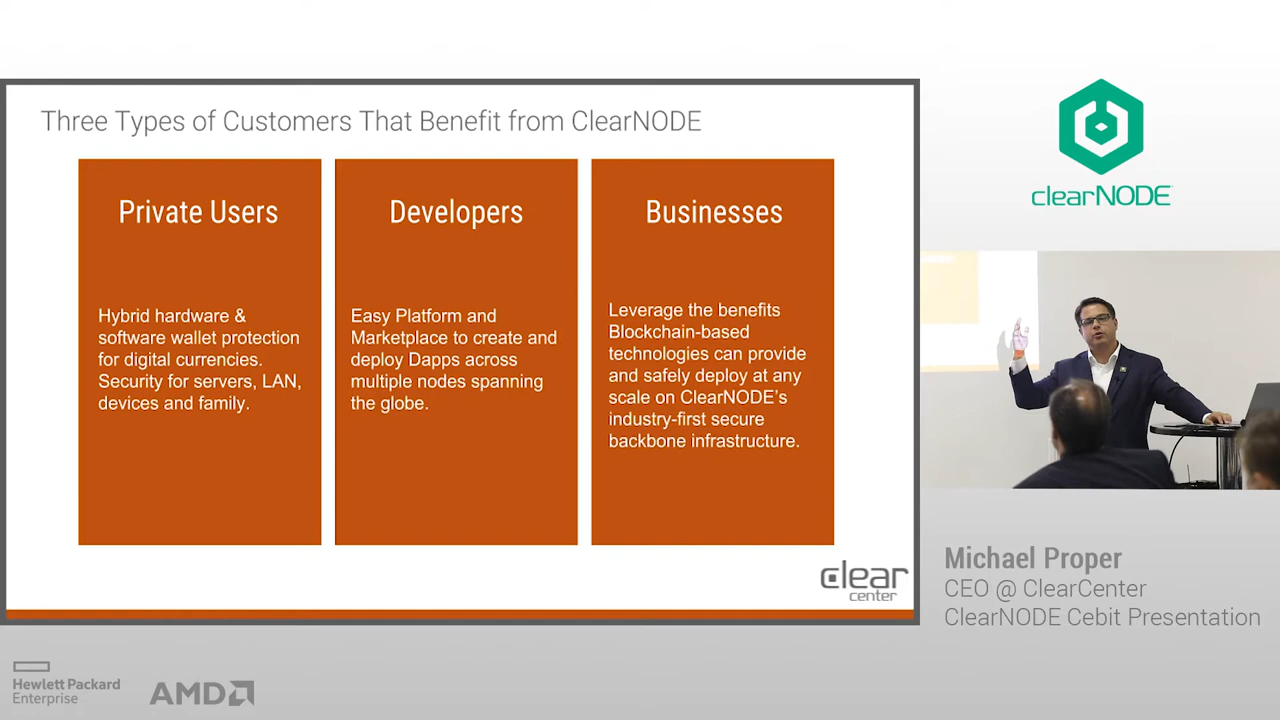 Three Types of Customers That Benefit from ClearNODE
Private Users
Hybrid hardware &
software wallet protection
for digital currencies.
Security for servers, LAN,
devices and family.
Developers
Easy Platform and
Marketplace to create and
deploy Dapps across
multiple nodes spanning
the globe.
Businesses
Leverage the benefits
Blockchain-based
technologies can provide
and safely deploy at any
scale on ClearNODE's
industry-first secure
backbone infrastructure.
clear
center
clearNODE
Michael Proper
CEO @ ClearCenter
ClearNODE Cebit Presentation
Hewlett Packard
Enterprise
AMD